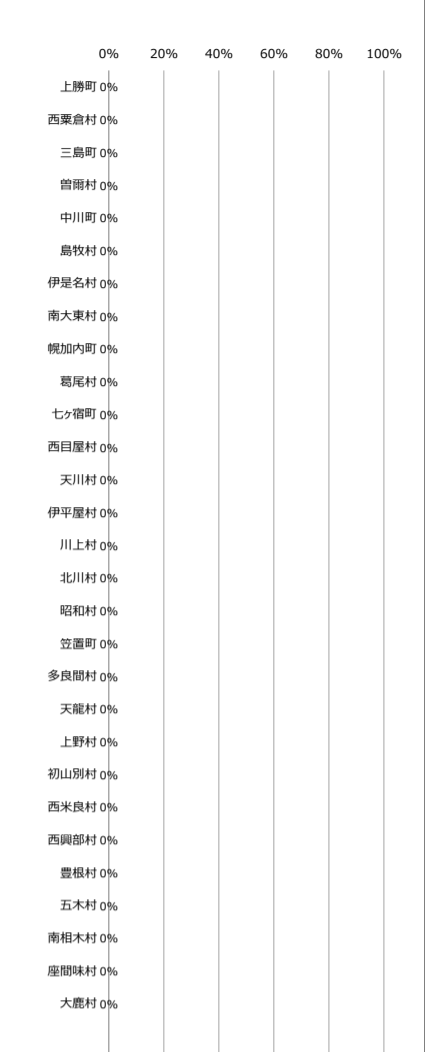 0% 20% 40% 60% 80% 100%
上勝町 0%
西粟倉村 0%
三島町 0%
曽爾村 0%
中川町 0%
島牧村 0%
伊是名村 0%
南大東村 0%
幌加内町 0%
葛尾村 0%
七ヶ宿町 0%
西目屋村 0%
天川村 0%
伊平屋村 0%
川上村 0%
北川村 0%
昭和村 0%
笠置町 0%
多良間村 0%
天龍村 0%
上野村 0%
初山別村 0%
西米良村 0%
西興部村 0%
豊根村 0%
五木村 0%
南相木村 0%
座間味村 0%
大鹿村 0%